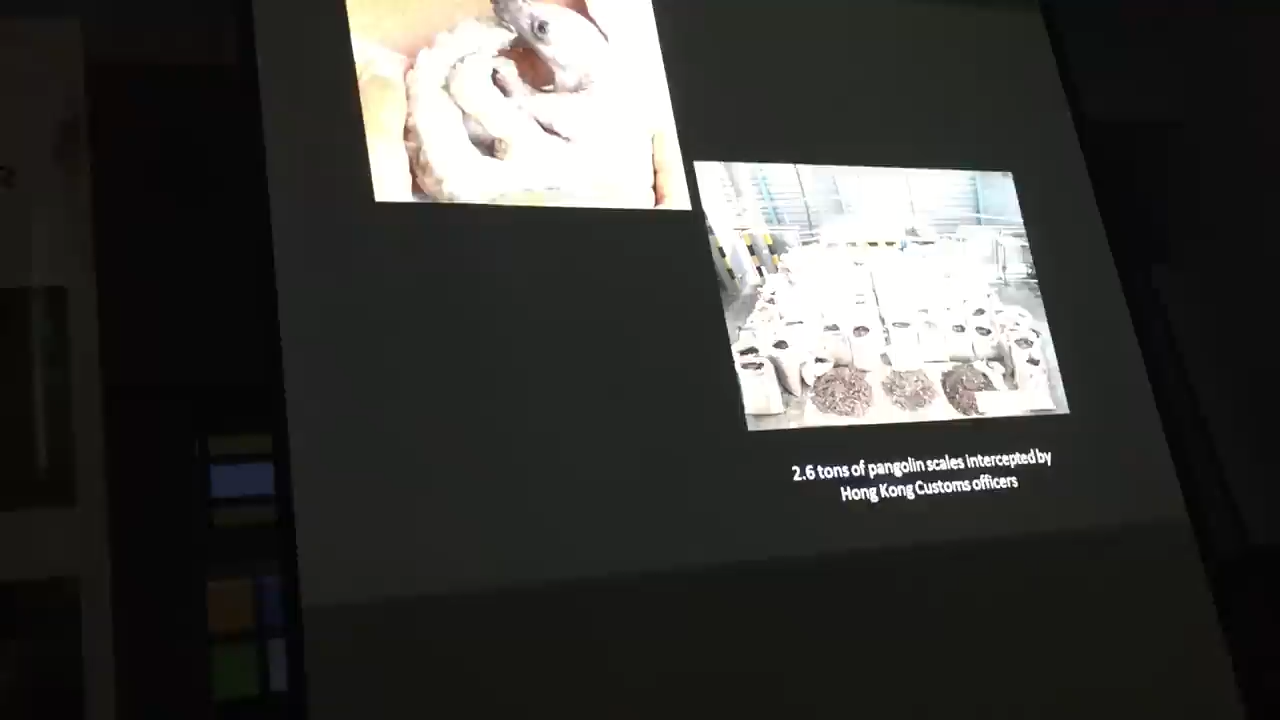 2.6 tons of pangolin scales intercepted by
Hong Kong Customs officers